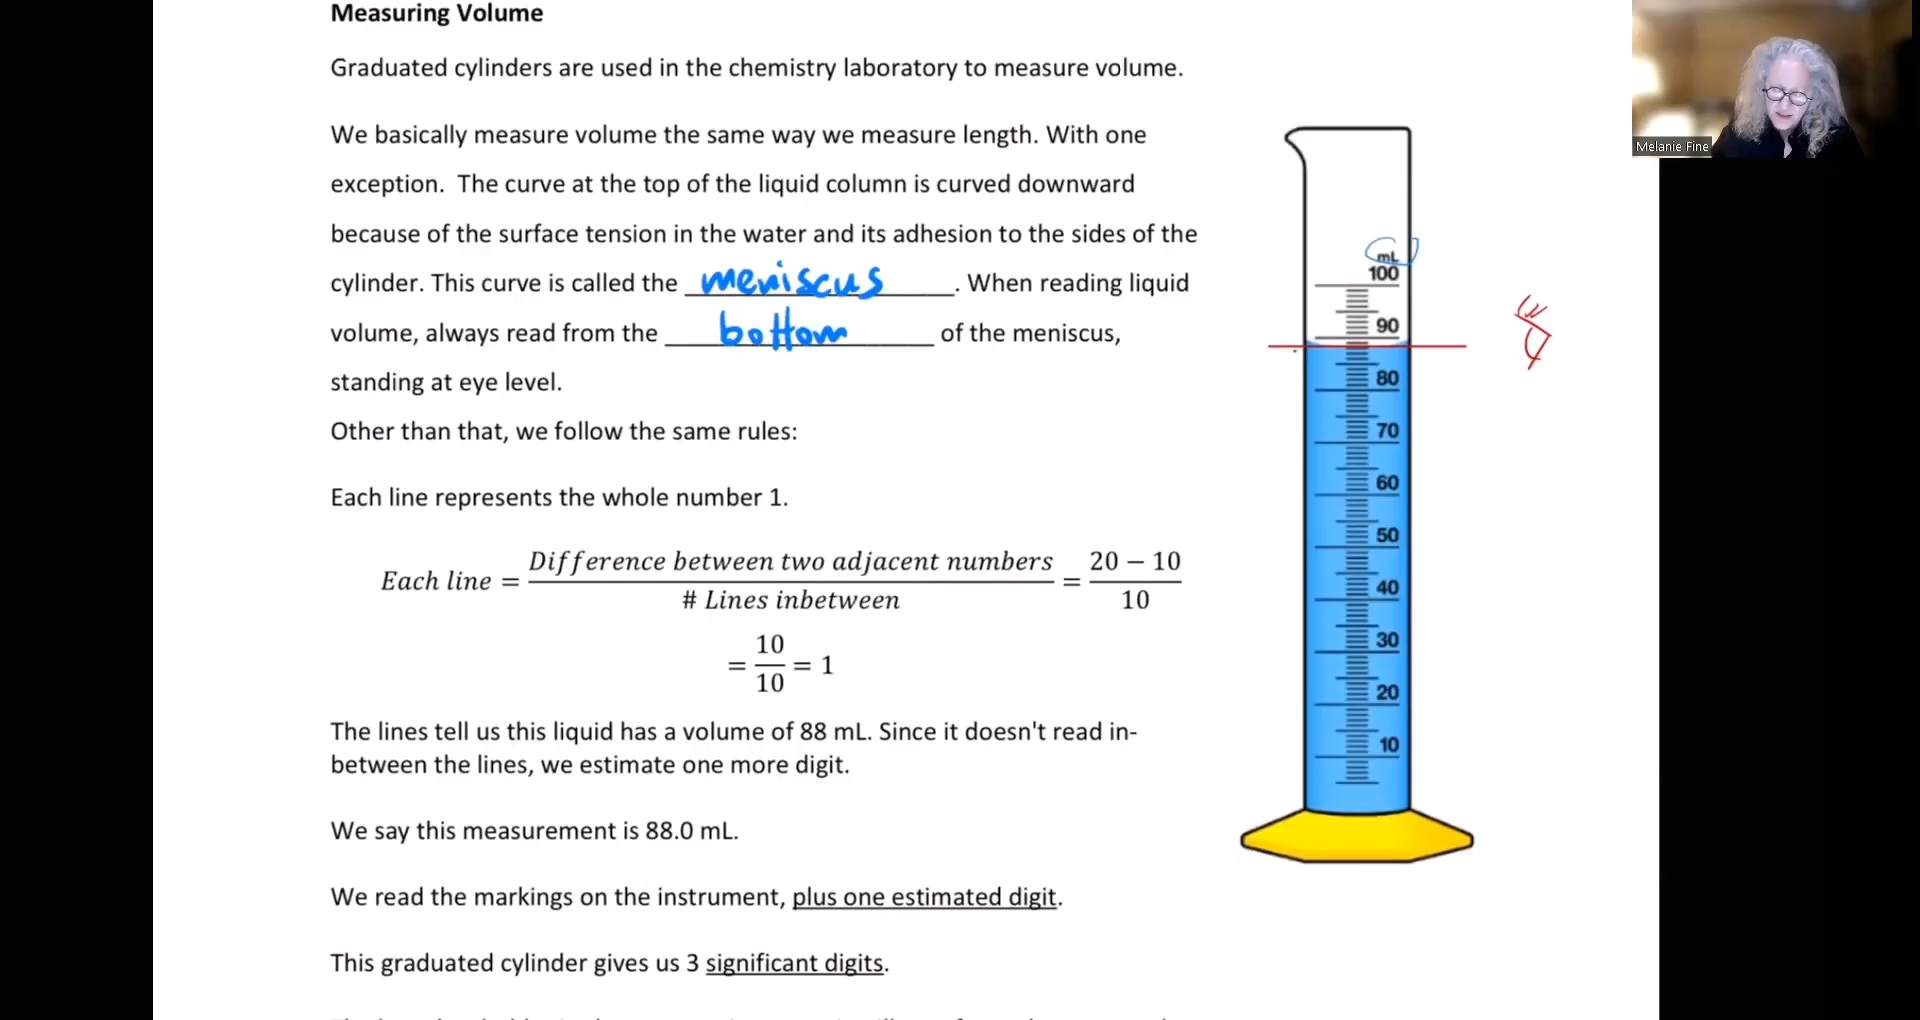 Measuring Volume
Graduated cylinders are used in the chemistry laboratory to measure volume.
We basically measure volume the same way we measure length. With one
exception. The curve at the top of the liquid column is curved downward
because of the surface tension in the water and its adhesion to the sides of the
cylinder. This curve is called the meniscus. When reading liquid
volume, always read from the bottom of the meniscus,
standing at eye level.
Other than that, we follow the same rules:
Each line represents the whole number 1.
Each line = Difference between two adjacent numbers / # Lines inbetween = 20 − 10 / 10
= 10 / 10 = 1
The lines tell us this liquid has a volume of 88 mL. Since it doesn't read in-
between the lines, we estimate one more digit.
We say this measurement is 88.0 mL.
We read the markings on the instrument, plus one estimated digit.
This graduated cylinder gives us 3 significant digits.
mL
100
90
80
70
60
50
40
30
20
10
Melanie Fine